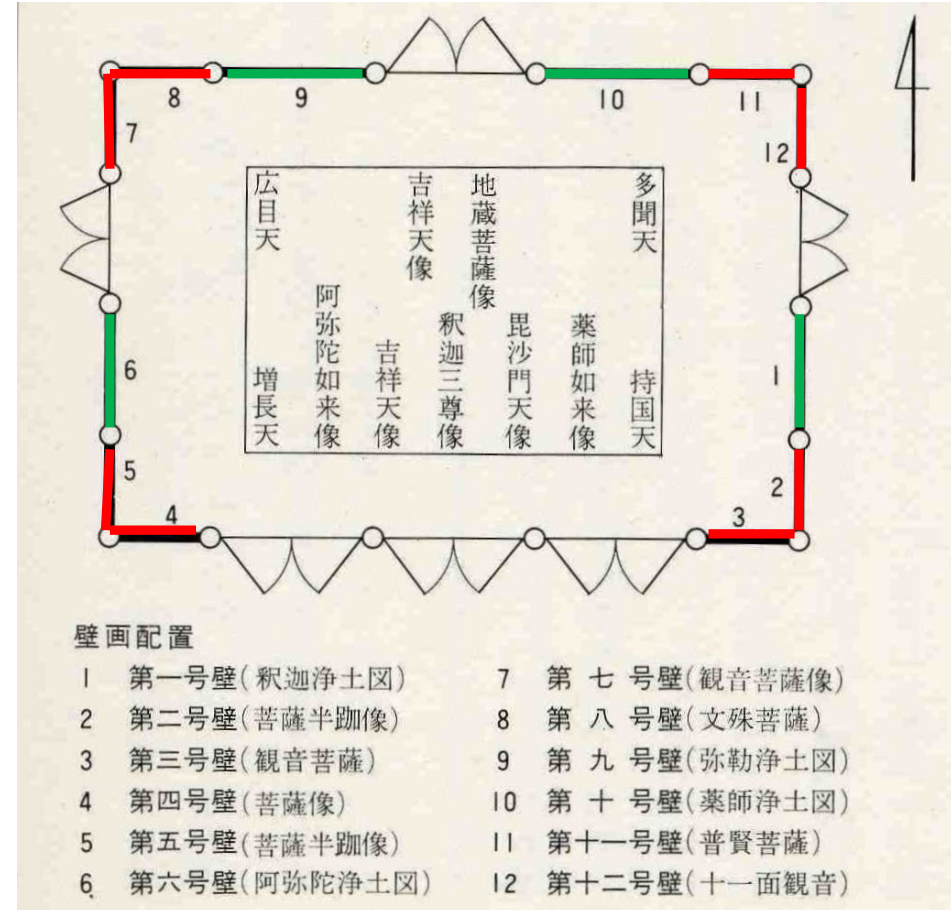 8
9
10
11
7
12
6
1
5
2
4
3
多聞天
持国天
薬師如来像
毘沙門天像
地蔵菩薩像
釈迦三尊像
吉祥天像
吉祥天像
阿弥陀如来像
広目天
増長天
壁画配置
1 第一号壁(釈迦浄土図)
2 第二号壁(菩薩半跏像)
3 第三号壁(観音菩薩)
4 第四号壁(菩薩像)
5 第五号壁(菩薩半跏像)
6 第六号壁(阿弥陀浄土図)
7 第七号壁(観音菩薩像)
8 第八号壁(文殊菩薩)
9 第九号壁(弥勒浄土図)
10 第十号壁(薬師浄土図)
11 第十一号壁(普賢菩薩)
12 第十二号壁(十一面観音)